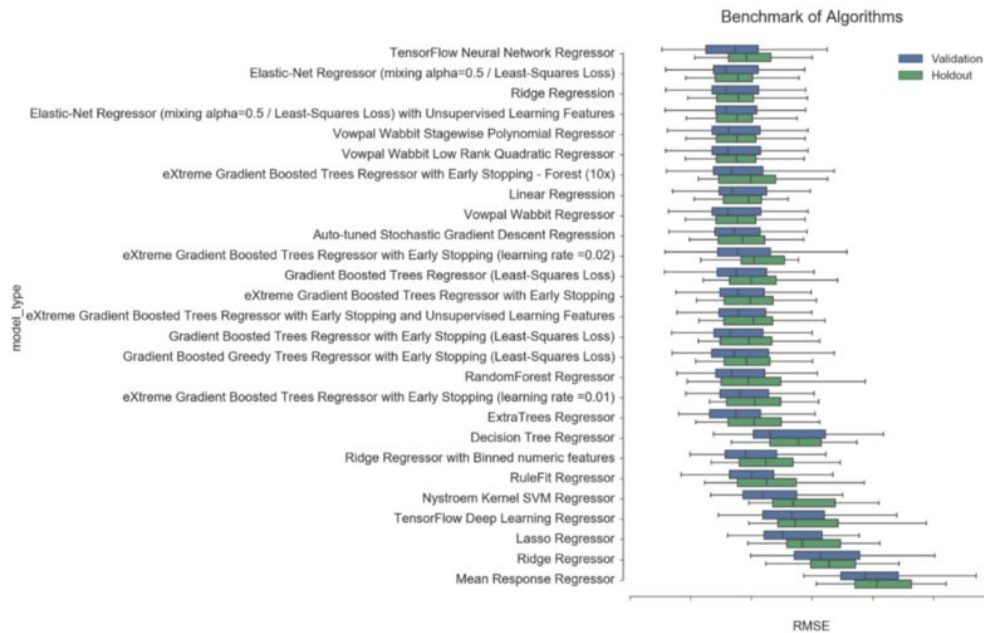 Benchmark of Algorithms
Validation
Holdout
TensorFlow Neural Network Regressor
Elastic-Net Regressor (mixing alpha=0.5 / Least-Squares Loss)
Ridge Regression
Elastic-Net Regressor (mixing alpha=0.5 / Least-Squares Loss) with Unsupervised Learning Features
Vowpal Wabbit Stagewise Polynomial Regressor
Vowpal Wabbit Low Rank Quadratic Regressor
eXtreme Gradient Boosted Trees Regressor with Early Stopping - Forest (10x)
Linear Regression
Vowpal Wabbit Regressor
Auto-tuned Stochastic Gradient Descent Regression
eXtreme Gradient Boosted Trees Regressor with Early Stopping (learning rate =0.02)
Gradient Boosted Trees Regressor (Least-Squares Loss)
eXtreme Gradient Boosted Trees Regressor with Early Stopping
eXtreme Gradient Boosted Trees Regressor with Early Stopping and Unsupervised Learning Features
Gradient Boosted Trees Regressor with Early Stopping (Least-Squares Loss)
Gradient Boosted Greedy Trees Regressor with Early Stopping (Least-Squares Loss)
RandomForest Regressor
eXtreme Gradient Boosted Trees Regressor with Early Stopping (learning rate =0.01)
ExtraTrees Regressor
Decision Tree Regressor
Ridge Regressor with Binned numeric features
RuleFit Regressor
Nystroem Kernel SVM Regressor
TensorFlow Deep Learning Regressor
Lasso Regressor
Ridge Regressor
Mean Response Regressor
model_type
RMSE